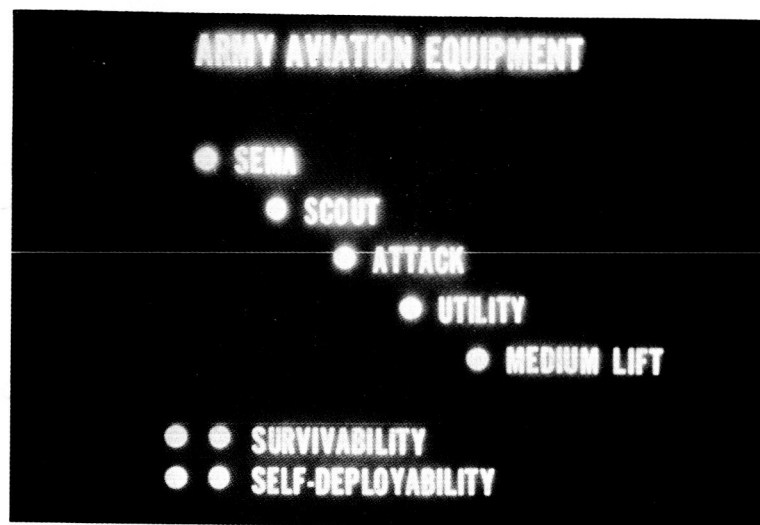 ARMY AVIATION EQUIPMENT
● SEMA
● SCOUT
● ATTACK
● UTILITY
● MEDIUM LIFT
● ● SURVIVABILITY
● ● SELF-DEPLOYABILITY